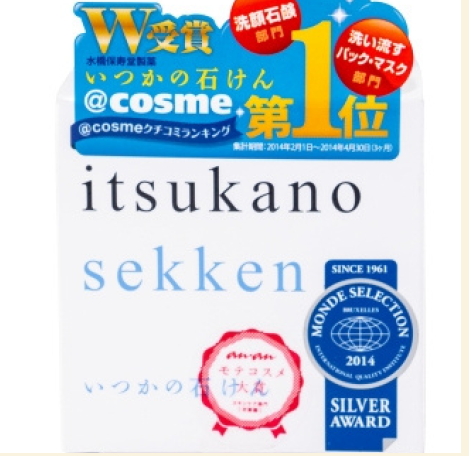 W受賞
洗顔石鹸
部門
洗い流す
パック・マスク
部門
水橋保寿堂製薬
いつかの石けん
@cosme
第1位
@cosmeクチコミランキング
集計期間:2014年2月1日〜2014年4月30日(3ヶ月)
itsukano
sekken
SINCE 1961
MONDE SELECTION
BRUXELLES
2014
INTERNATIONAL QUALITY INSTITUTE
SILVER
AWARD
an・an
モテコスメ
大賞
いつかの石けん